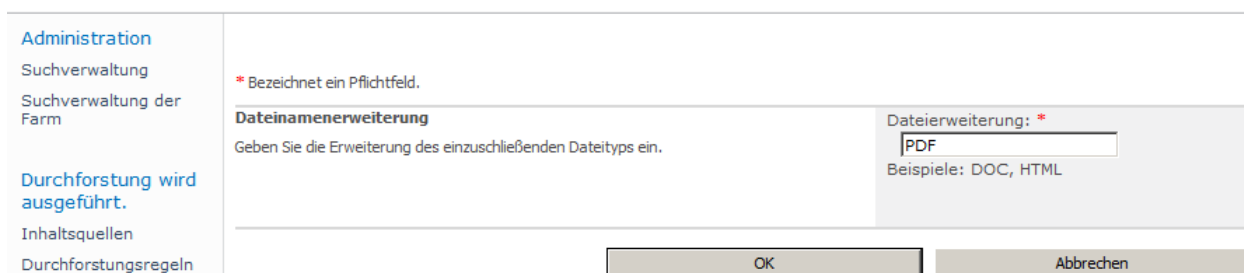 Administration
Suchverwaltung
Suchverwaltung der
Farm
Durchforstung wird
ausgeführt.
Inhaltsquellen
Durchforstungsregeln
* Bezeichnet ein Pflichtfeld.
Dateinamenerweiterung
Geben Sie die Erweiterung des einzuschließenden Dateityps ein.
Dateierweiterung: *
PDF
Beispiele: DOC, HTML
OK
Abbrechen